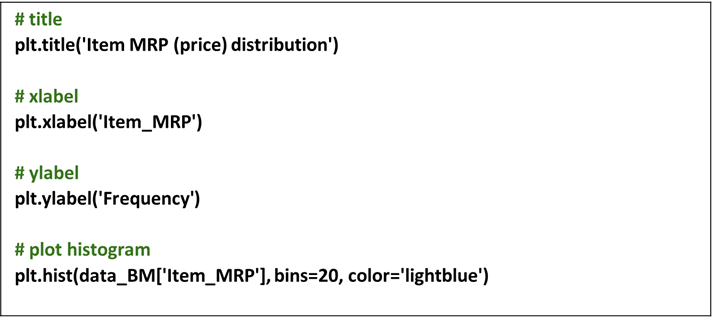 # title
plt.title('Item MRP (price) distribution')
# xlabel
plt.xlabel('Item_MRP')
# ylabel
plt.ylabel('Frequency')
# plot histogram
plt.hist(data_BM['Item_MRP'], bins=20, color='lightblue')